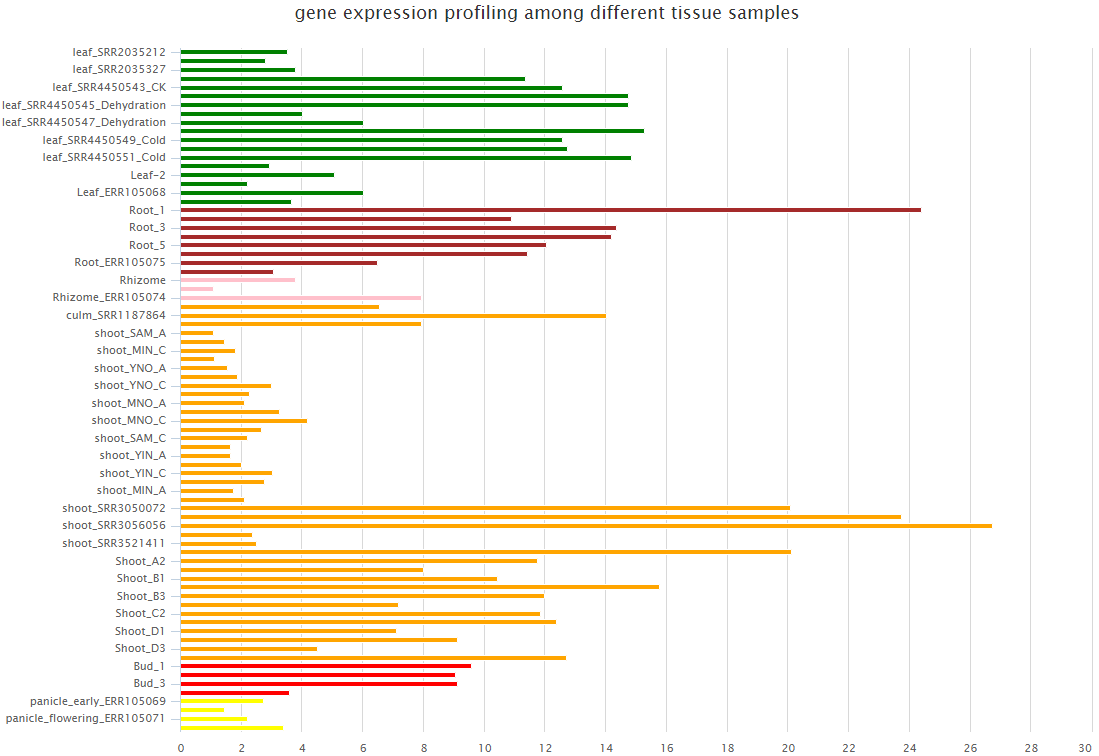 gene expression profiling among different tissue samples
leaf_SRR2035212
leaf_SRR2035327
leaf_SRR4450543_CK
leaf_SRR4450545_Dehydration
leaf_SRR4450547_Dehydration
leaf_SRR4450549_Cold
leaf_SRR4450551_Cold
Leaf-2
Leaf_ERR105068
Root_1
Root_3
Root_5
Root_ERR105075
Rhizome
Rhizome_ERR105074
culm_SRR1187864
shoot_SAM_A
shoot_MIN_C
shoot_YNO_A
shoot_YNO_C
shoot_MNO_A
shoot_MNO_C
shoot_SAM_C
shoot_YIN_A
shoot_YIN_C
shoot_MIN_A
shoot_SRR3050072
shoot_SRR3056056
shoot_SRR3521411
Shoot_A2
Shoot_B1
Shoot_B3
Shoot_C2
Shoot_D1
Shoot_D3
Bud_1
Bud_3
panicle_early_ERR105069
panicle_flowering_ERR105071
0 2 4 6 8 10 12 14 16 18 20 22 24 26 28 30